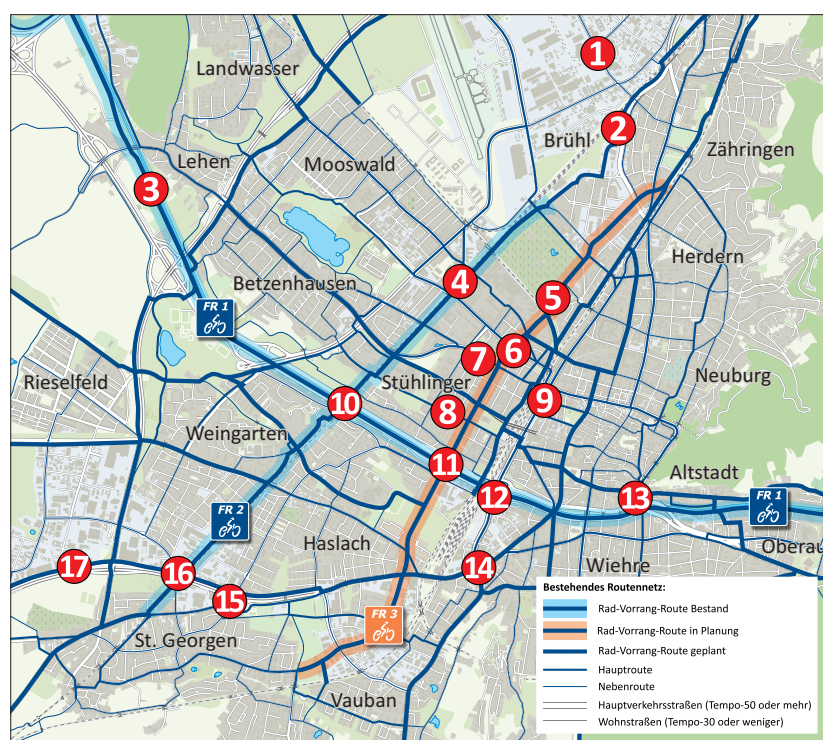 1
Landwasser
2
Brühl
Zähringen
Lehen
Mooswald
3
Herdern
4
Betzenhausen
5
FR 1
6
7
Neuburg
Rieselfeld
Stühlinger
8
9
10
Weingarten
11
Altstadt
12
13
FR 1
FR 2
Haslach
Oberau
17
16
14
Wiehre
15
St. Georgen
FR 3
Vauban
Bestehendes Routennetz:
Rad-Vorrang-Route Bestand
Rad-Vorrang-Route in Planung
Rad-Vorrang-Route geplant
Hauptroute
Nebenroute
Hauptverkehrsstraßen (Tempo-50 oder mehr)
Wohnstraßen (Tempo-30 oder weniger)